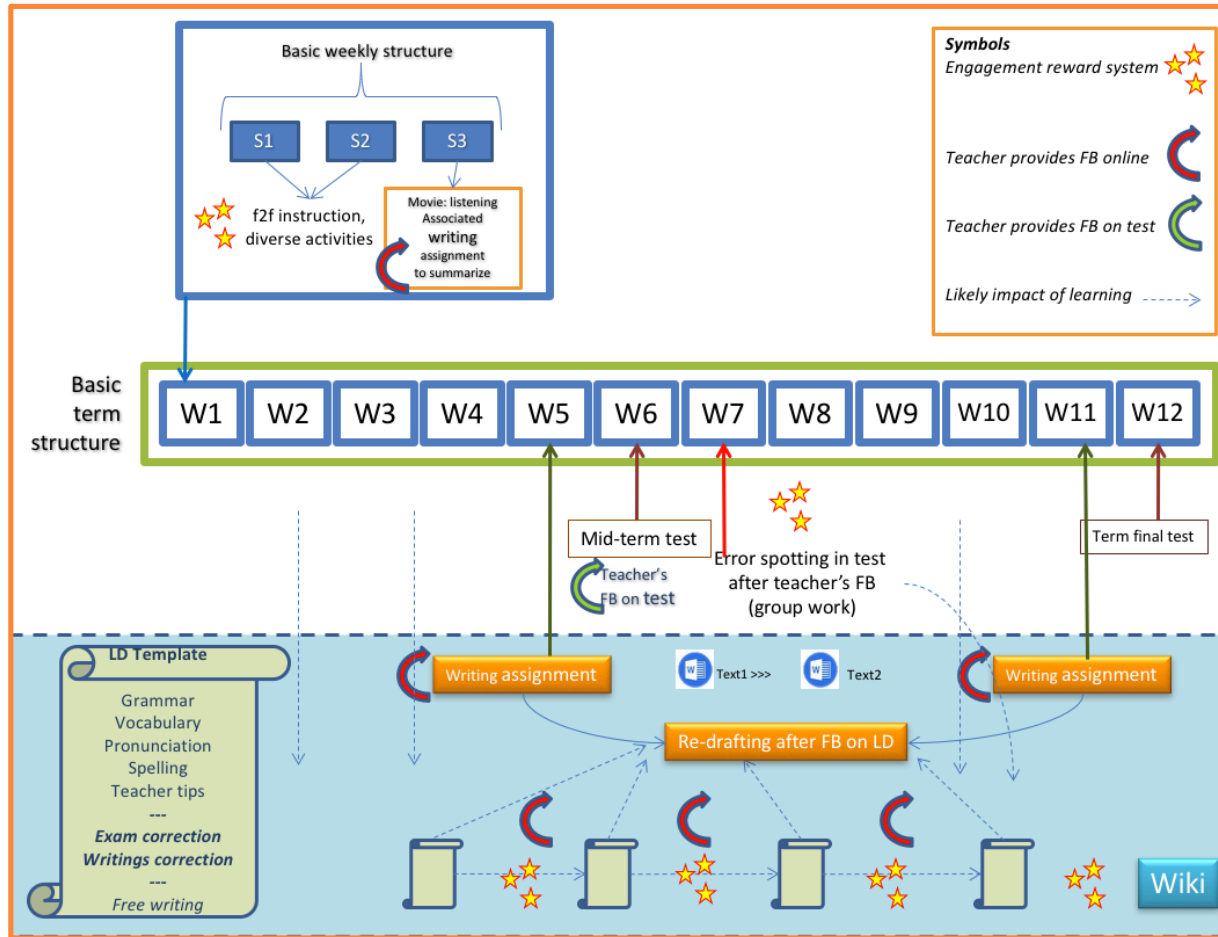 Basic weekly structure
S1
S2
S3
f2f instruction,
diverse activities
Movie: listening
Associated
writing
assignment
to summarize
Symbols
Engagement reward system
Teacher provides FB online
Teacher provides FB on test
Likely impact of learning
Basic
term
structure
W1
W2
W3
W4
W5
W6
W7
W8
W9
W10
W11
W12
Mid-term test
Teacher's
FB on test
Error spotting in test
after teacher's FB
(group work)
Term final test
LD Template
Grammar
Vocabulary
Pronunciation
Spelling
Teacher tips
---
Exam correction
Writings correction
---
Free writing
Writing assignment
W
Text1 >>>
W
Text2
Writing assignment
Re-drafting after FB on LD
Wiki